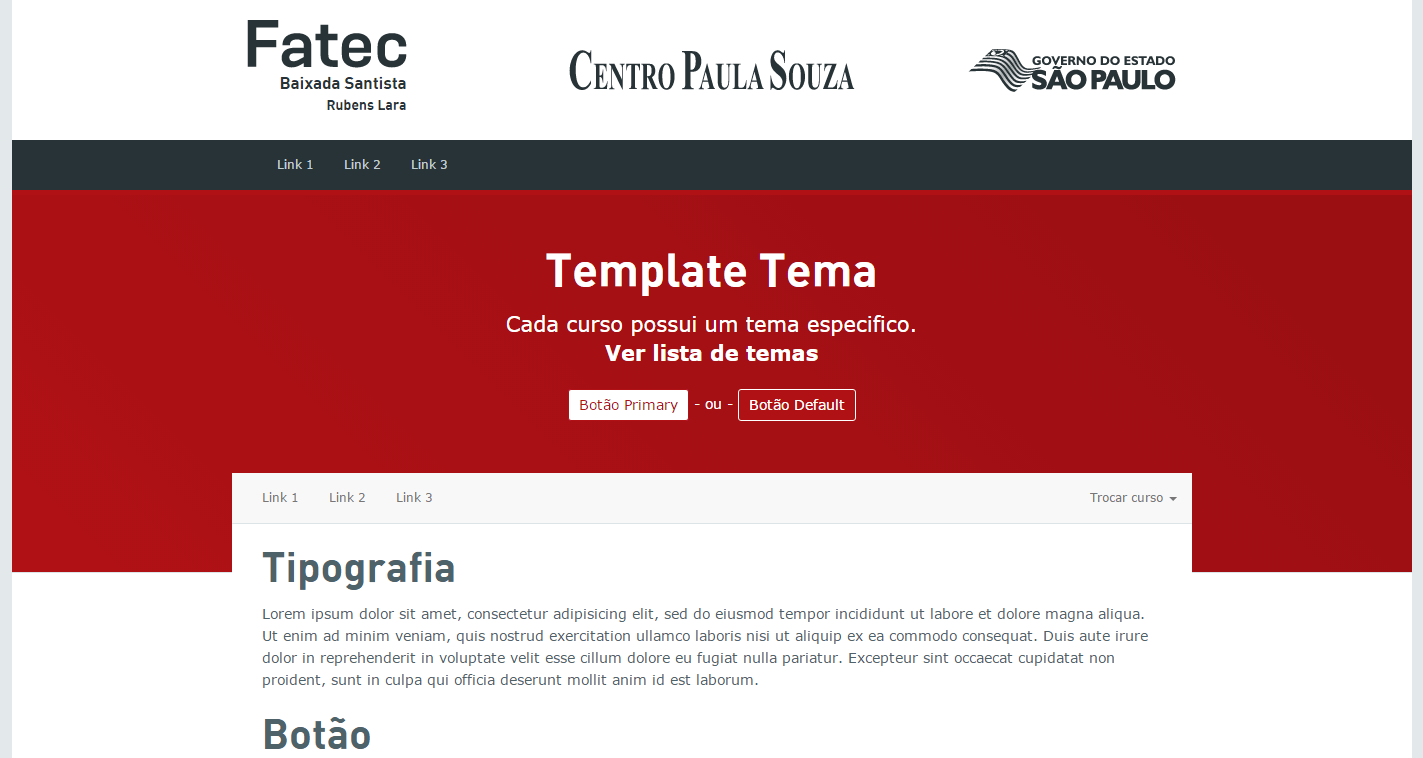 Fatec
Baixada Santista
Rubens Lara
CENTRO PAULA SOUZA
GOVERNO DO ESTADO
SÃO PAULO
Link 1 Link 2 Link 3
Template Tema
Cada curso possui um tema especifico.
Ver lista de temas
Botão Primary - ou - Botão Default
Link 1 Link 2 Link 3 Trocar curso
Tipografia
Lorem ipsum dolor sit amet, consectetur adipisicing elit, sed do eiusmod tempor incididunt ut labore et dolore magna aliqua.
Ut enim ad minim veniam, quis nostrud exercitation ullamco laboris nisi ut aliquip ex ea commodo consequat. Duis aute irure
dolor in reprehenderit in voluptate velit esse cillum dolore eu fugiat nulla pariatur. Excepteur sint occaecat cupidatat non
proident, sunt in culpa qui officia deserunt mollit anim id est laborum.
Botão